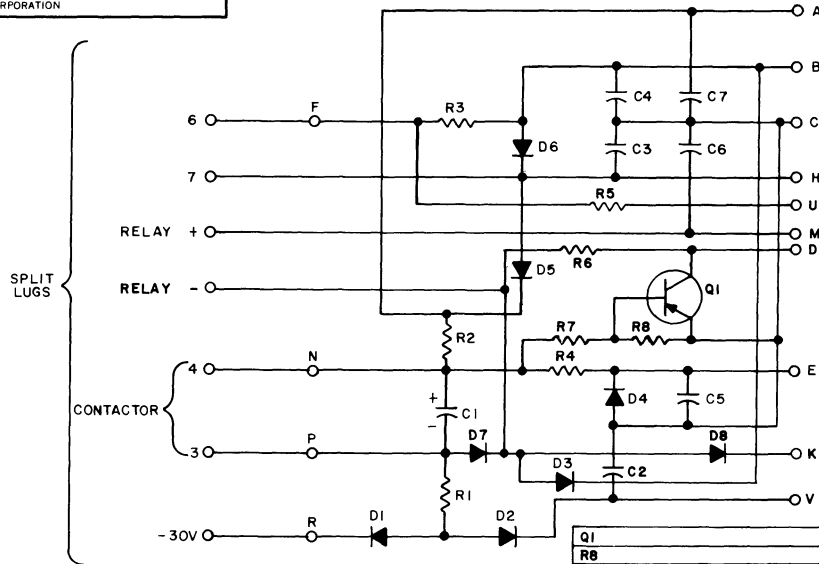 RPORATION
A
B
C4
C7
R3
6
F
C
D6
C3
C6
7
H
R5
U
RELAY +
M
R6
D
SPLIT
LUGS
RELAY -
D5
Q1
R2
R7
R8
4
N
R4
E
CONTACTOR
+
C1
-
D4
C5
D7
D8
3
P
K
D3
C2
R1
V
-30V
R
D1
D2
Q1
R8